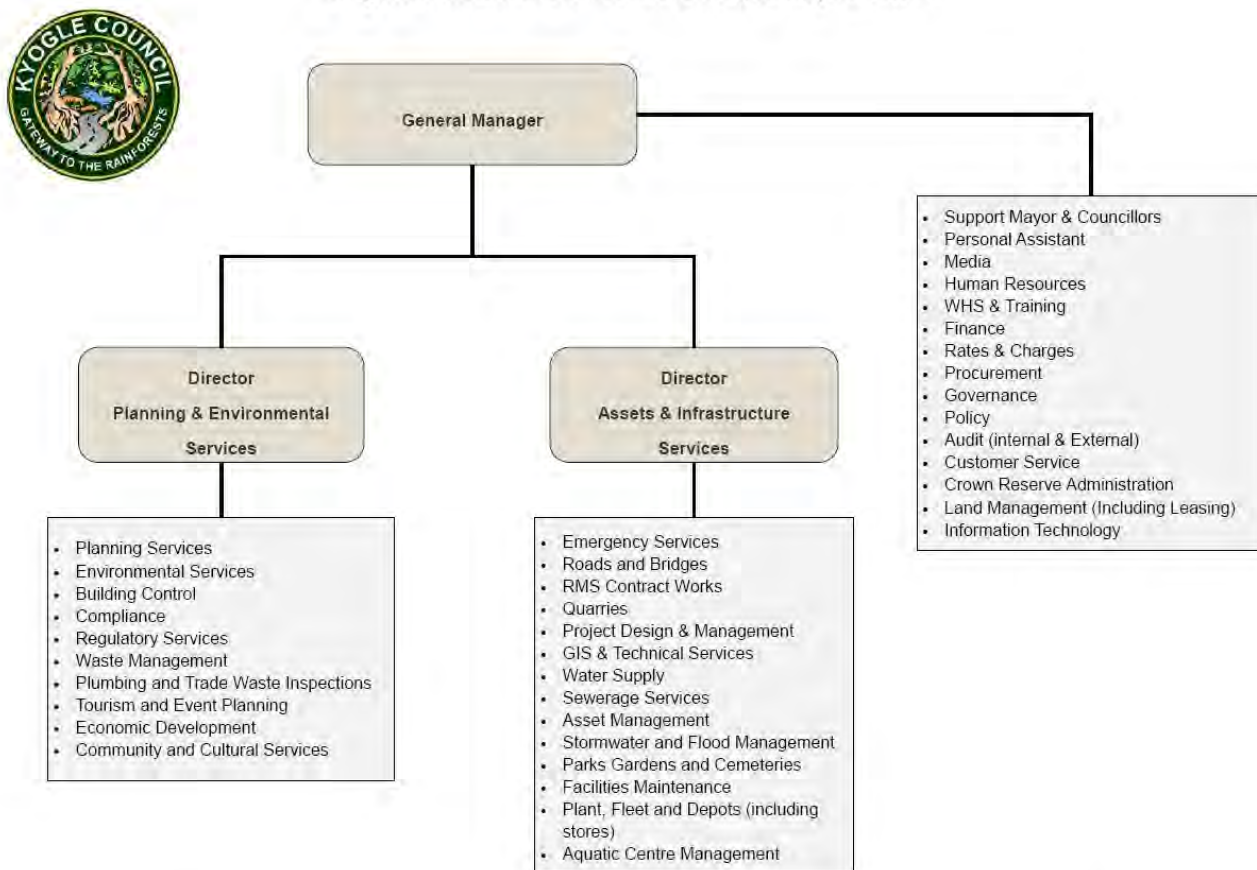 KYOGLE COUNCIL
GATEWAY TO THE RAINFORESTS
General Manager
• Support Mayor & Councillors
• Personal Assistant
• Media
• Human Resources
• WHS & Training
• Finance
• Rates & Charges
• Procurement
• Governance
• Policy
• Audit (internal & External)
• Customer Service
• Crown Reserve Administration
• Land Management (Including Leasing)
• Information Technology
Director
Planning & Environmental
Services
• Planning Services
• Environmental Services
• Building Control
• Compliance
• Regulatory Services
• Waste Management
• Plumbing and Trade Waste Inspections
• Tourism and Event Planning
• Economic Development
• Community and Cultural Services
Director
Assets & Infrastructure
Services
• Emergency Services
• Roads and Bridges
• RMS Contract Works
• Quarries
• Project Design & Management
• GIS & Technical Services
• Water Supply
• Sewerage Services
• Asset Management
• Stormwater and Flood Management
• Parks Gardens and Cemeteries
• Facilities Maintenance
• Plant, Fleet and Depots (including
stores)
• Aquatic Centre Management